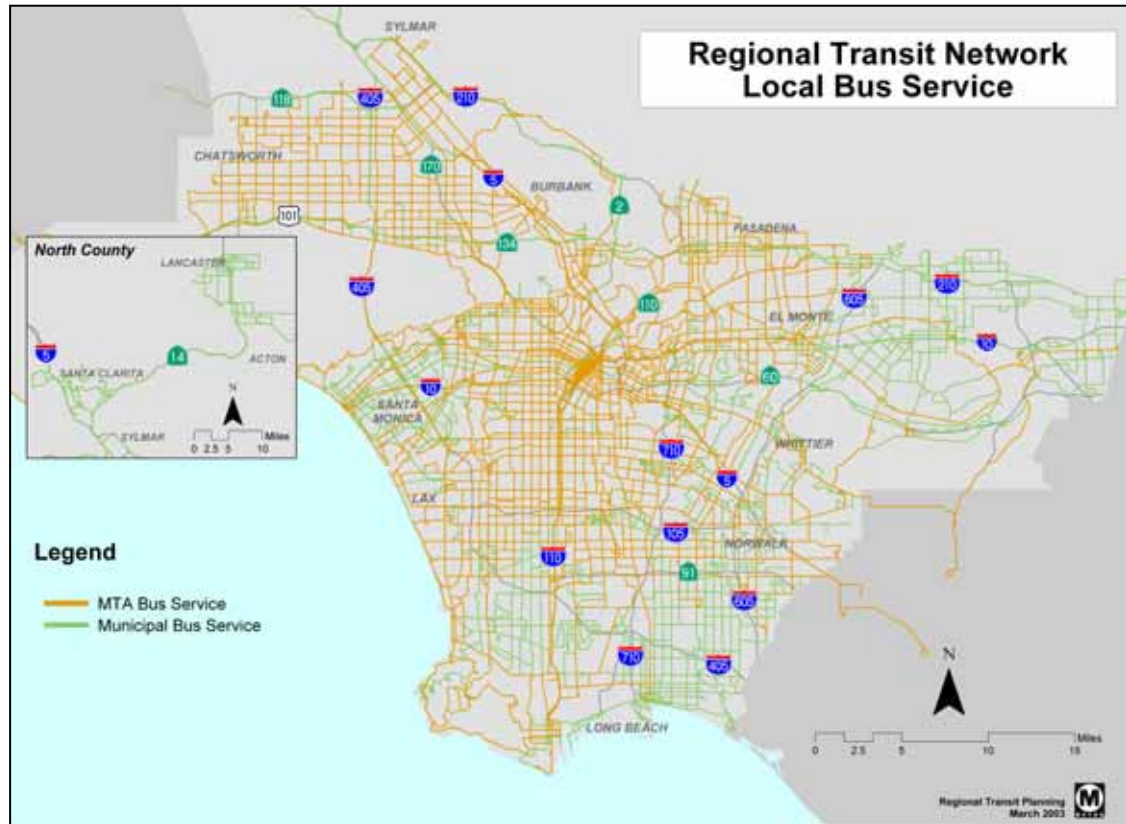 Regional Transit Network
Local Bus Service
SYLMAR
118
405
210
CHATSWORTH
170
5
BURBANK
2
101
134
PASADENA
405
110
605
210
EL MONTE
10
60
10
SANTA
MONICA
WHITTIER
710
5
LAX
105
NORWALK
110
91
605
710
405
LONG BEACH
North County
LANCASTER
14
5
ACTON
SANTA CLARITA
N
SYLMAR
Miles
0 2.5 5 10
Legend
MTA Bus Service
Municipal Bus Service
N
Miles
0 2.5 5 10 15
Regional Transit Planning
March 2003
M
METRO